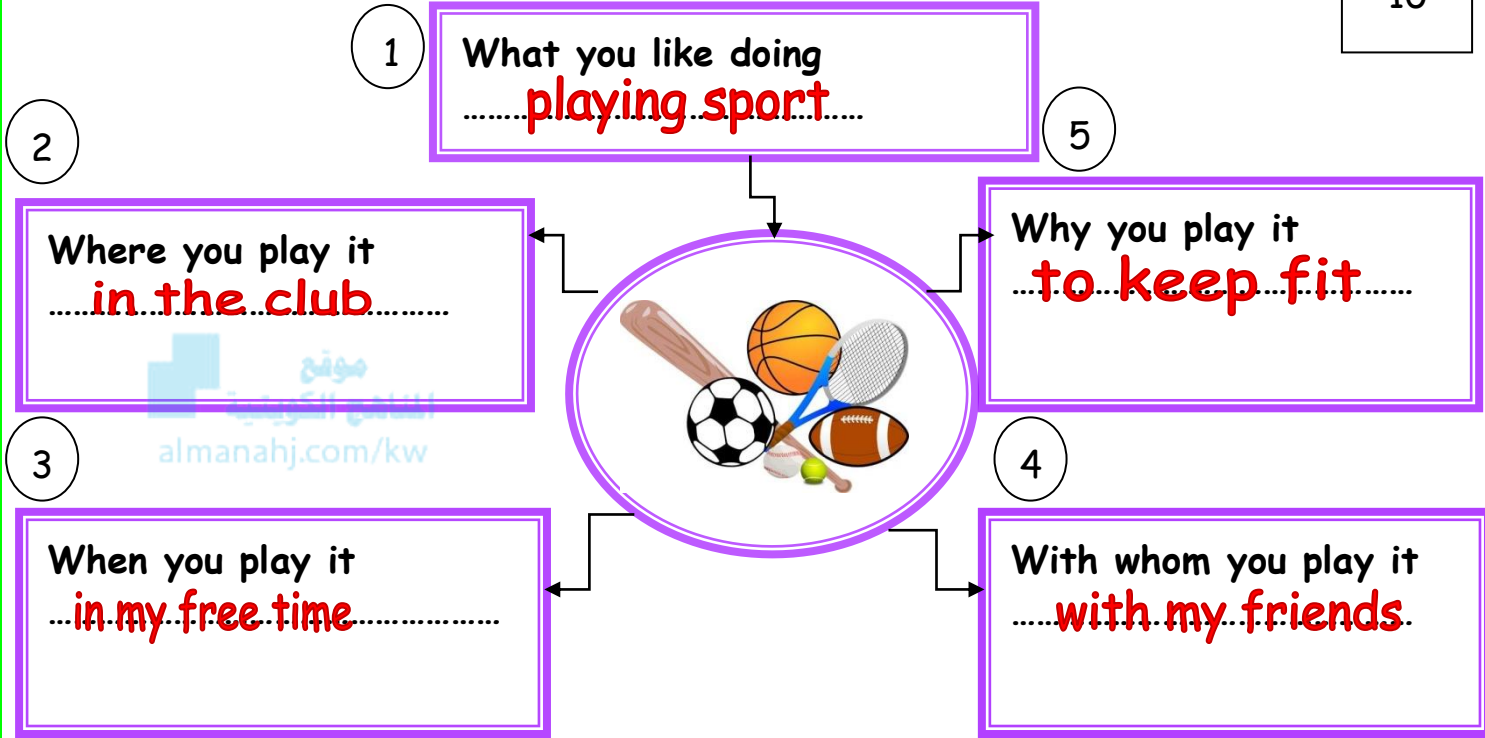 10
1
What you like doing
......playing sport......
2
Where you play it
......in the club......
موقع
المناهج الكويتية
almanahj.com/kw
3
When you play it
...in my free time......
4
With whom you play it
......with my friends...
5
Why you play it
...to keep fit......